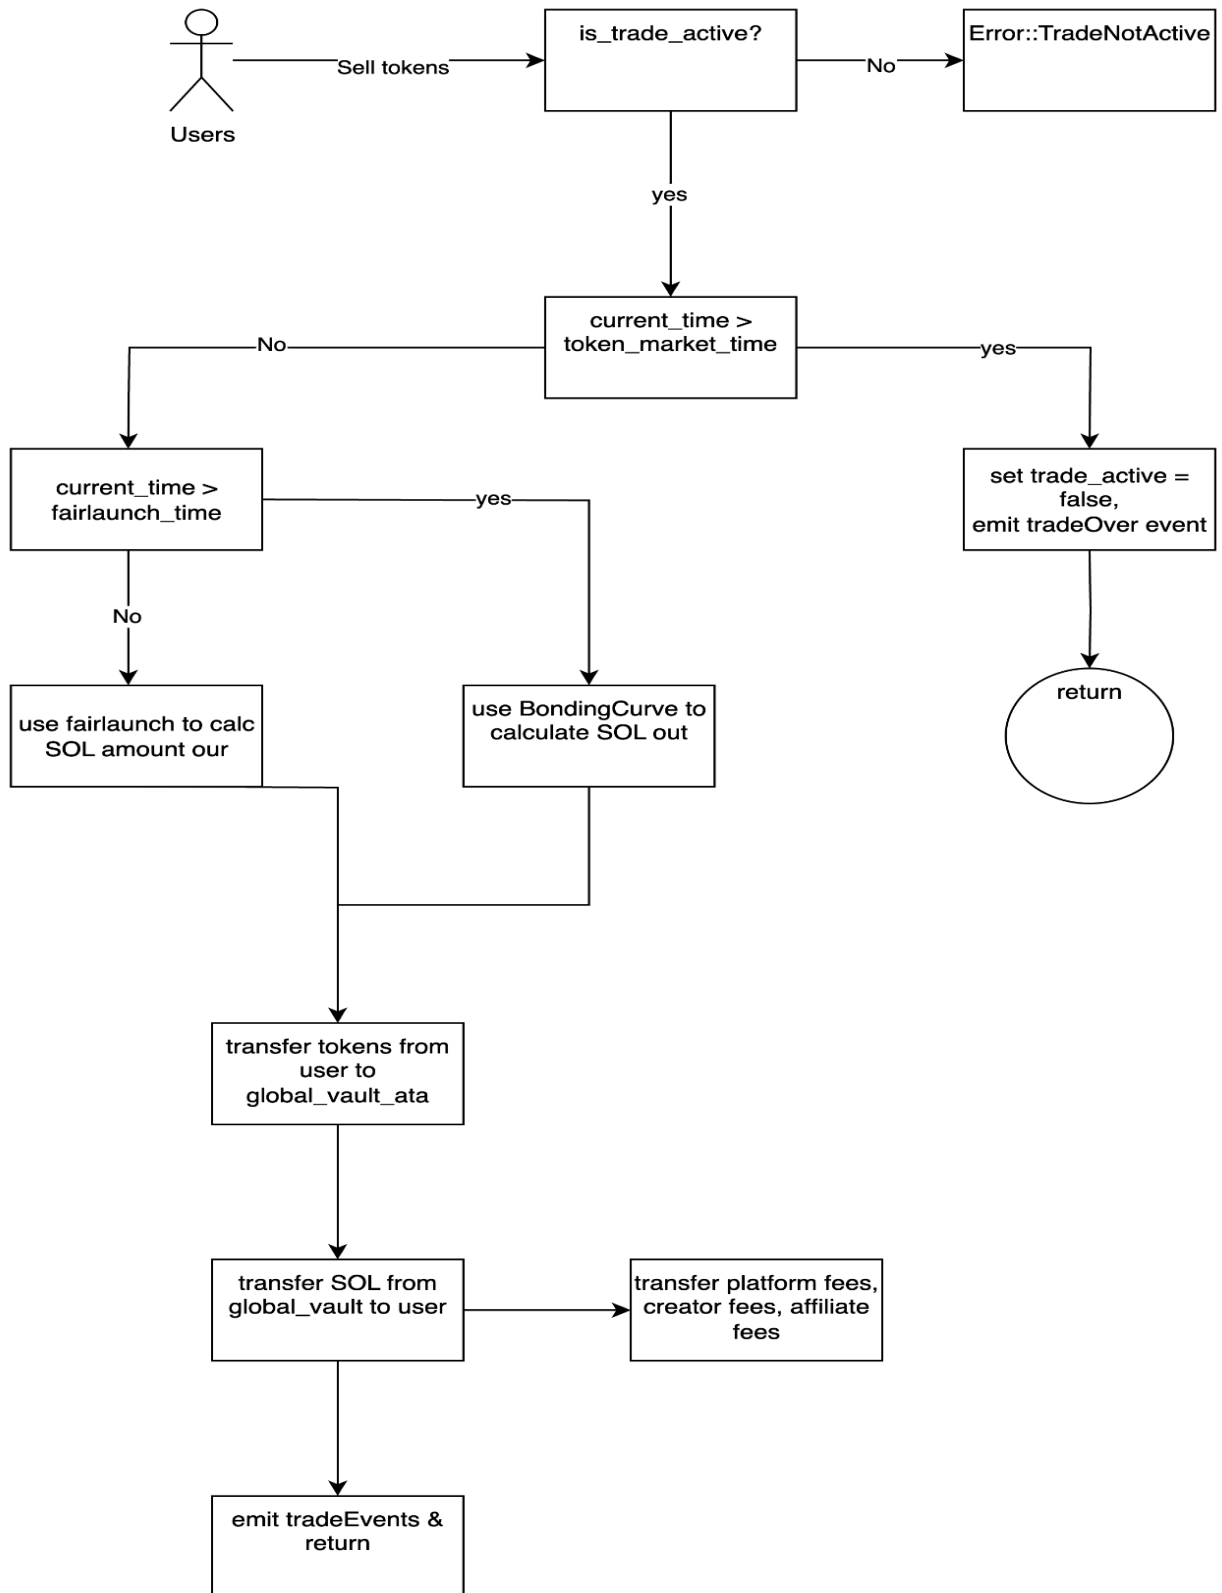 is_trade_active?
Error::TradeNotActive
Sell tokens
No
Users
yes
current_time >
token_market_time
No
yes
current_time >
fairlaunch_time
yes
set trade_active =
false,
emit tradeOver event
No
use fairlaunch to calc
SOL amount our
use BondingCurve to
calculate SOL out
return
transfer tokens from
user to
global_vault_ata
transfer SOL from
global_vault to user
transfer platform fees,
creator fees, affiliate
fees
emit tradeEvents &
return